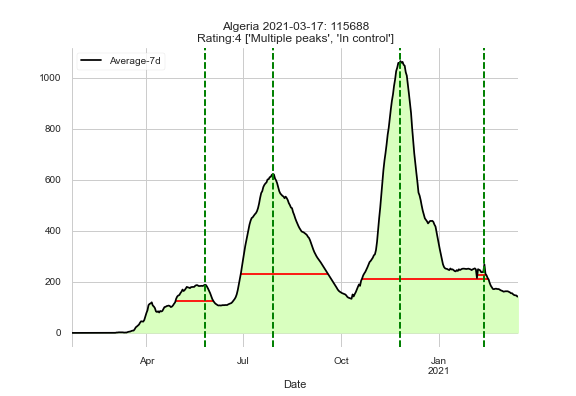 Algeria 2021-03-17: 115688
Rating:4 ['Multiple peaks', 'In control']
Average-7d
1000
800
600
400
200
0
Apr
Jul
Oct
Jan
2021
Date